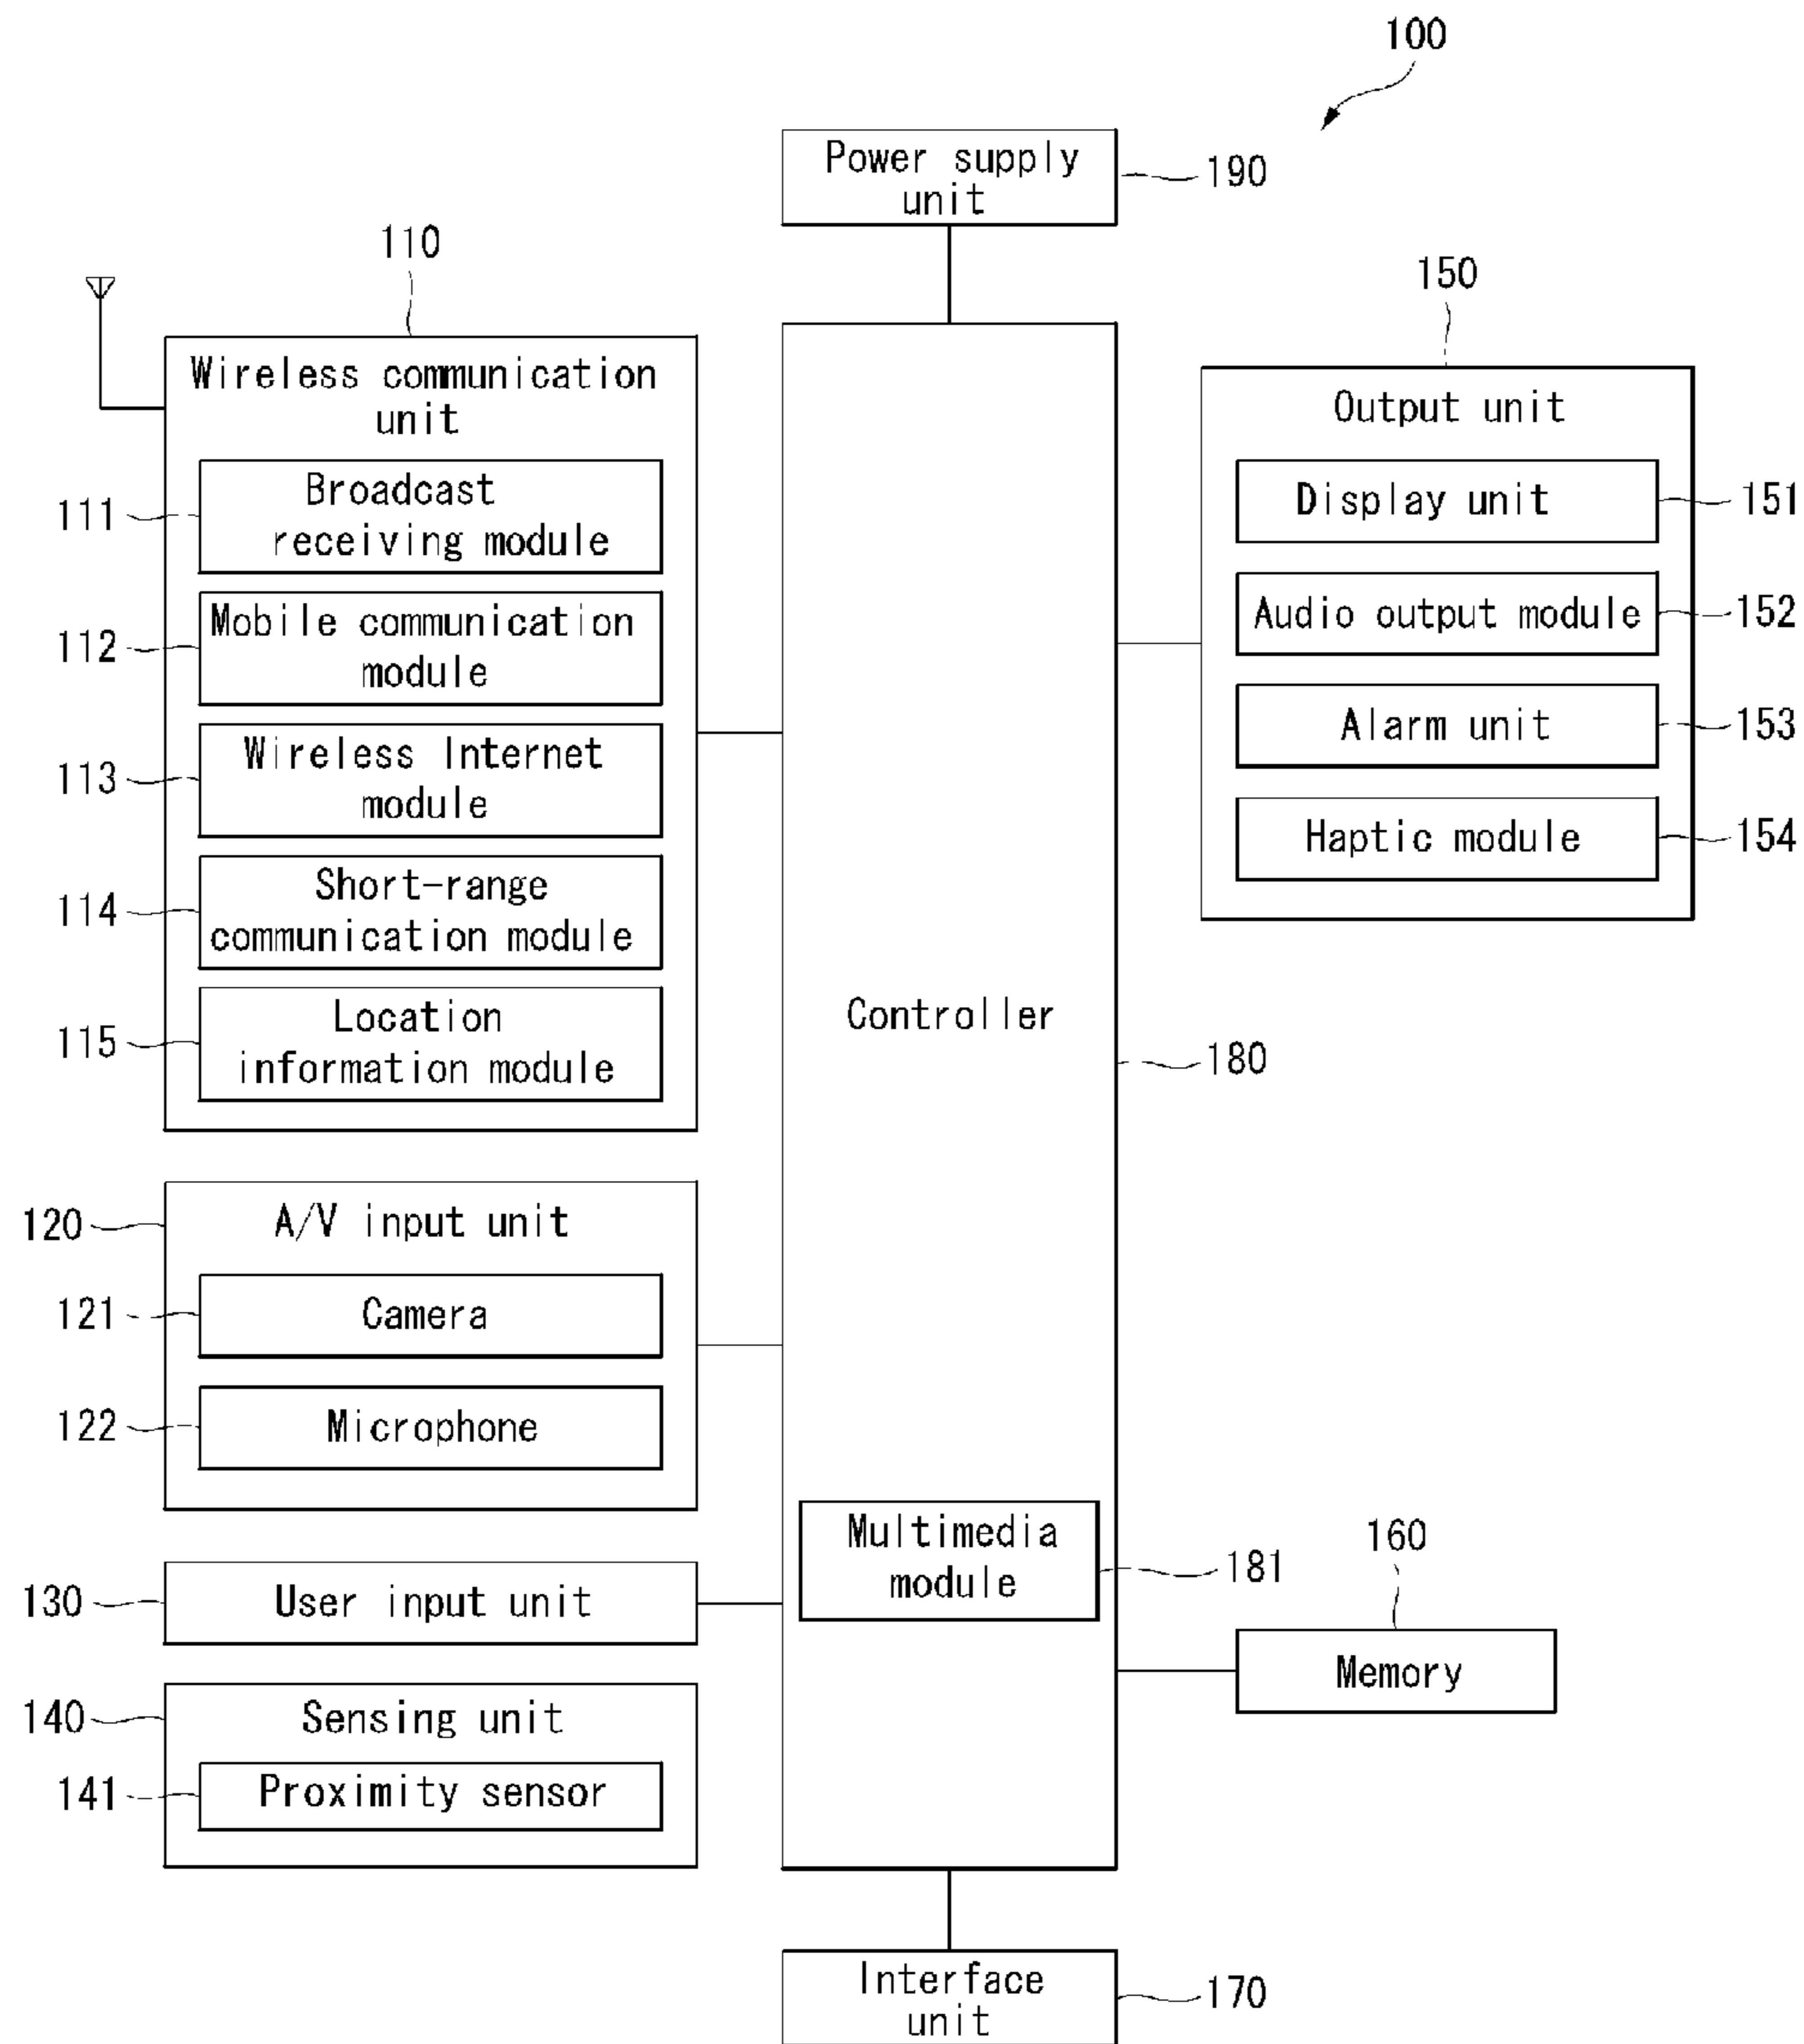 100
Power supply
unit
190
110
Wireless communication
unit
111
Broadcast
receiving module
112
Mobile communication
module
113
Wireless Internet
module
114
Short-range
communication module
115
Location
information module
120
A/V input unit
121
Camera
122
Microphone
130
User input unit
140
Sensing unit
141
Proximity sensor
Controller
180
Multimedia
module
181
150
Output unit
Display unit
151
Audio output module
152
Alarm unit
153
Haptic module
154
160
Memory
Interface
unit
170